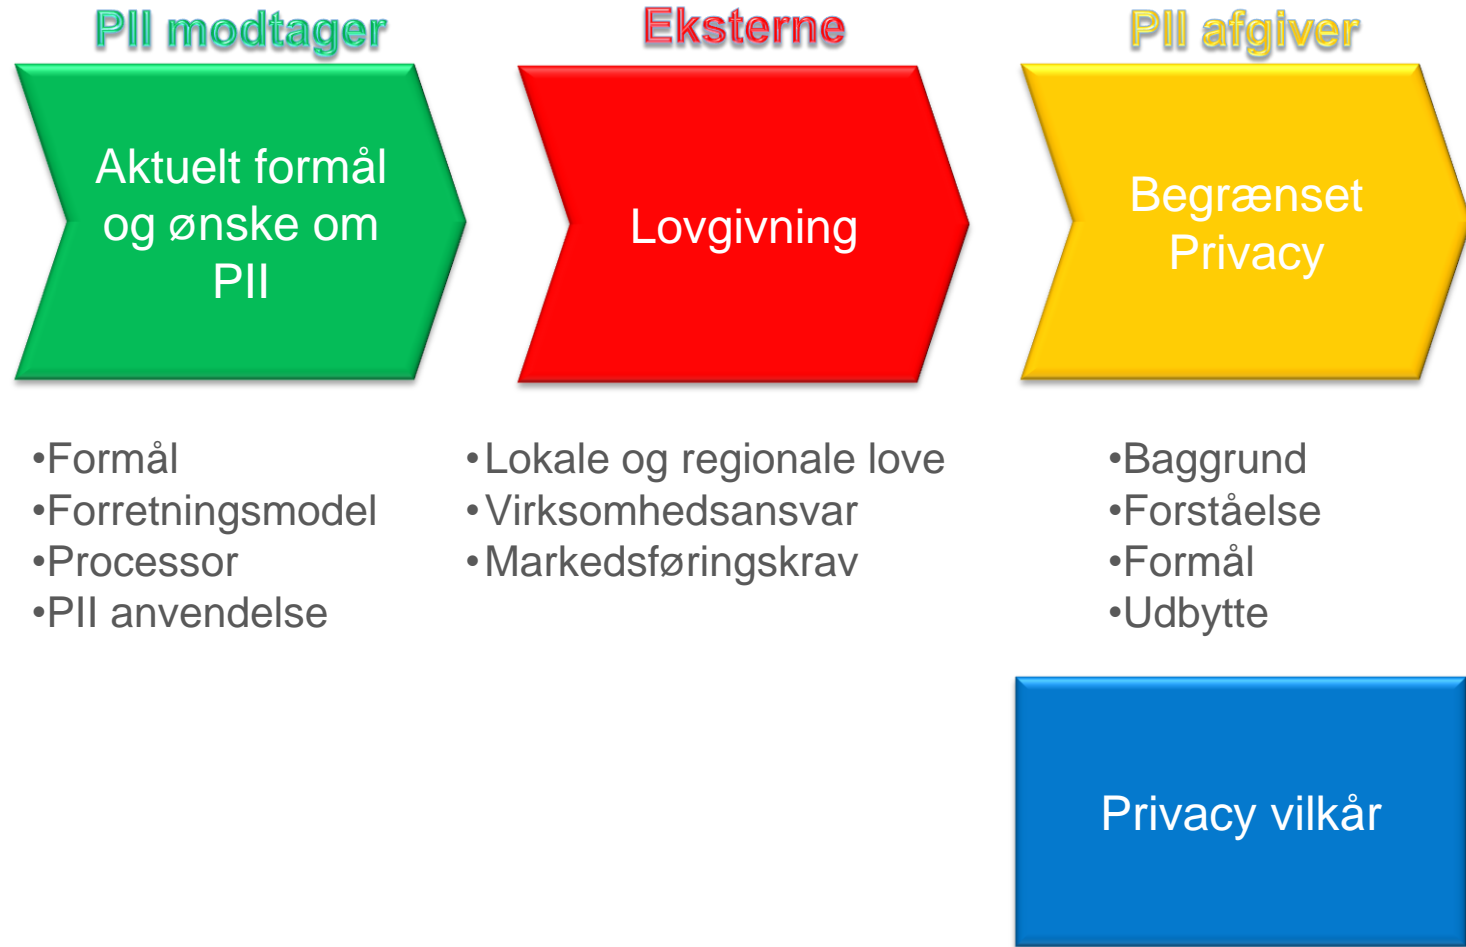 PII modtager
Eksterne
PII afgiver
Aktuelt formål
og ønske om
PII
Lovgivning
Begrænset
Privacy
•Formål
•Forretningsmodel
•Processor
•PII anvendelse
•Lokale og regionale love
•Virksomhedsansvar
•Markedsføringskrav
•Baggrund
•Forståelse
•Formål
•Udbytte
Privacy vilkår